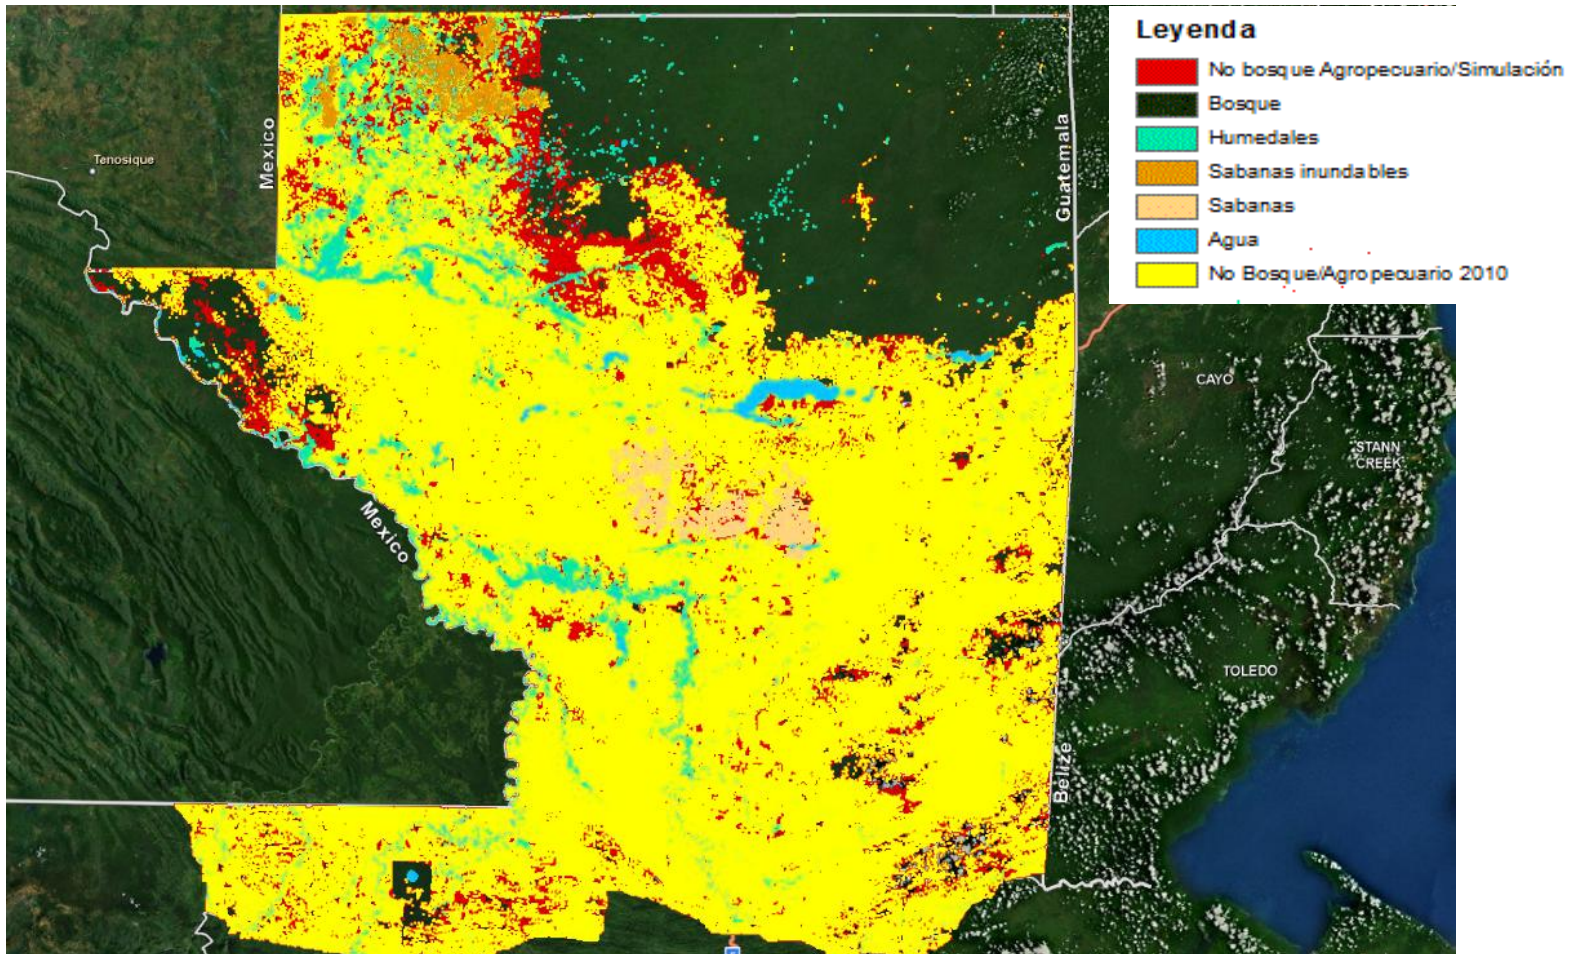 Leyenda
No bosque Agropecuario/Simulación
Bosque
Humedales
Sabanas inundables
Sabanas
Agua
No Bosque/Agropecuario 2010
Mexico
Tenosique
Guatemala
CAYO
STANN
CREEK
Mexico
TOLEDO
Belize